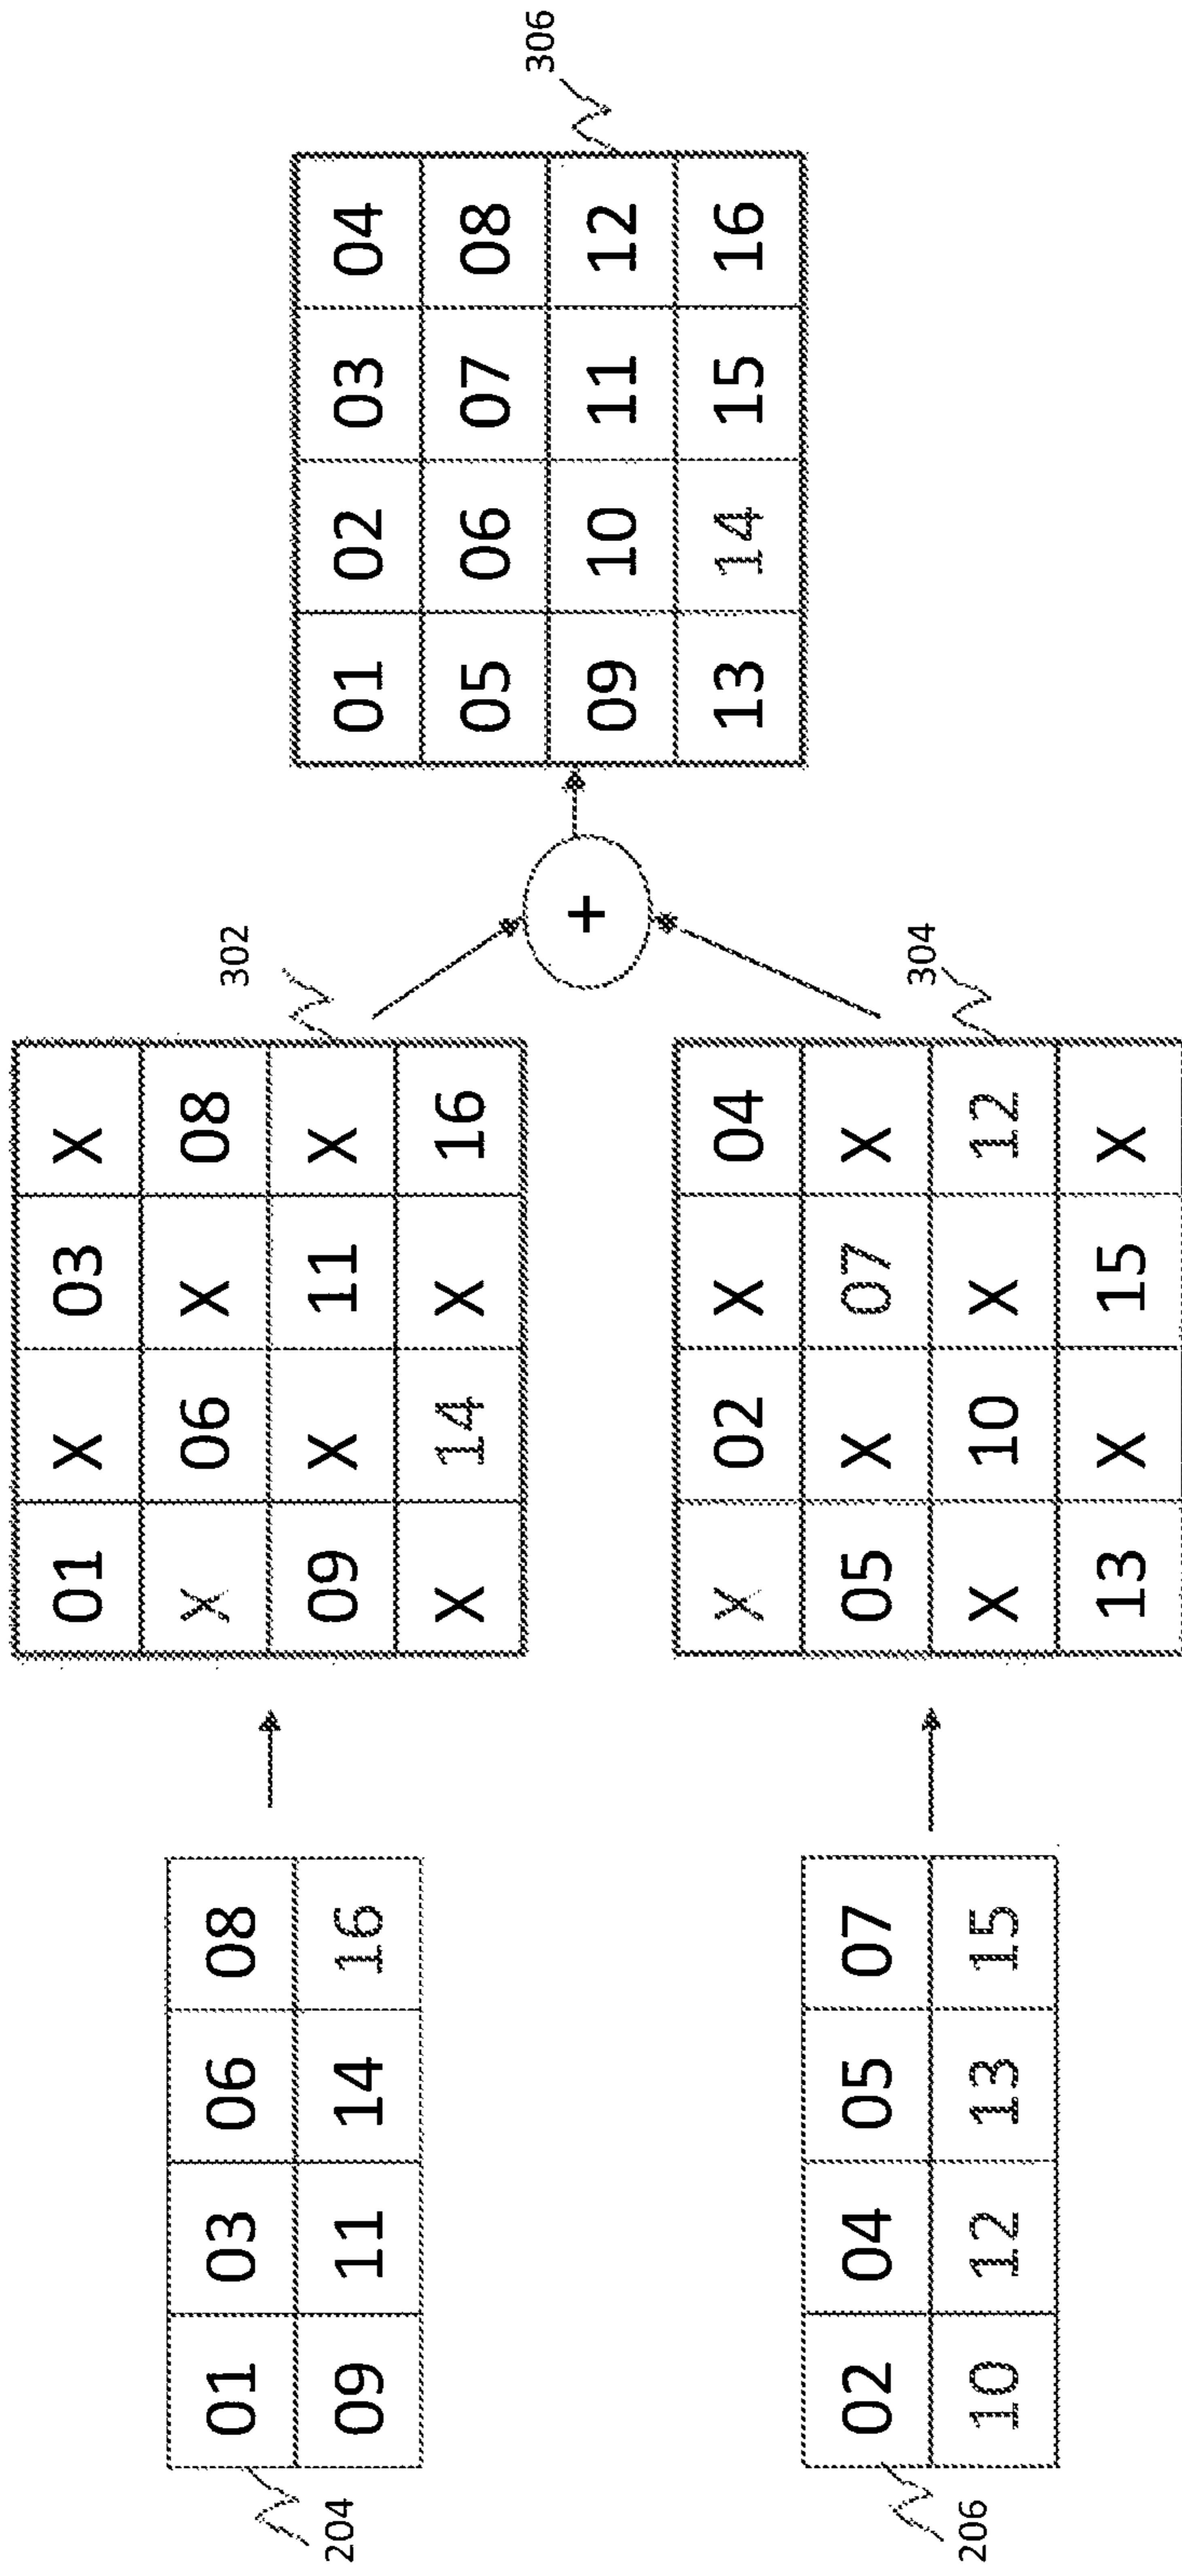 204
01 03 06 08
09 11 14 16
206
02 04 05 07
10 12 13 15
302
01 X 03 X
X 06 X 08
09 X 11 X
X 14 X 16
304
X 02 X 04
05 X 07 X
X 10 X 12
13 X 15 X
+
306
01 02 03 04
05 06 07 08
09 10 11 12
13 14 15 16